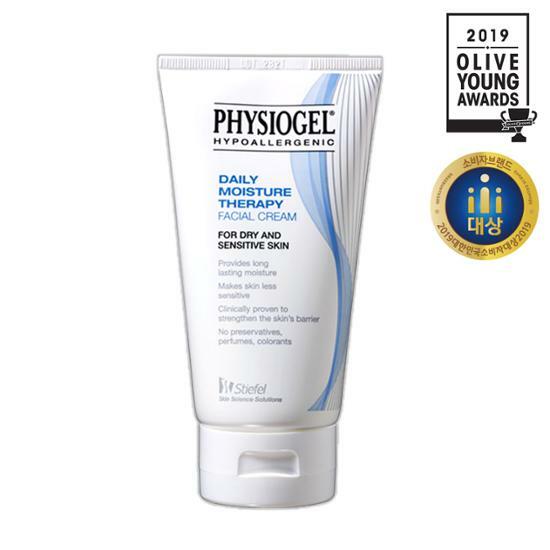 2019
OLIVE
YOUNG
AWARDS
LOT 2821
PHYSIOGEL®
HYPOALLERGENIC
DAILY
MOISTURE
THERAPY
FACIAL CREAM
FOR DRY AND
SENSITIVE SKIN
Provides long
lasting moisture
Makes skin less
sensitive
Clinically proven to
strengthen the skin's barrier
No preservatives,
perfumes, colorants
Stiefel
Skin Science Solutions
소비자브랜드
대상
2019대한민국소비자대상2019